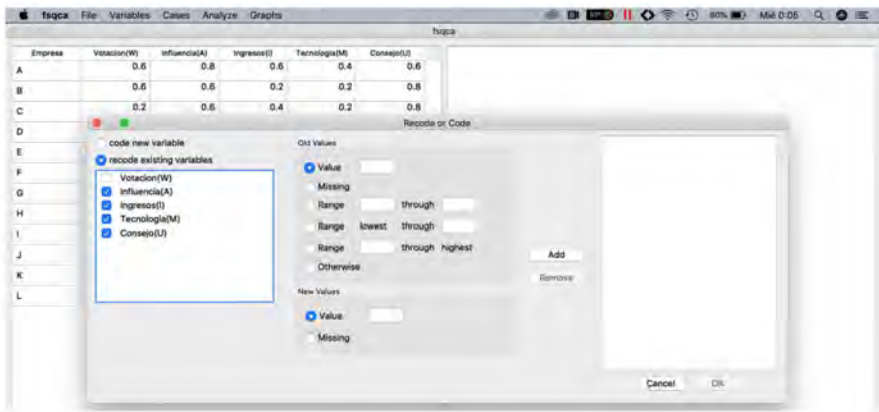 fsqca File Variables Cases Analyze Graphs 80% Mié 0:05
fsqca
Empresa Votacion(W) Influencia(A) Ingresos(I) Tecnología(M) Consejo(U)
A 0.6 0.8 0.6 0.4 0.6
B 0.6 0.6 0.2 0.2 0.8
C 0.2 0.6 0.4 0.2 0.8
D
E
F
G
H
I
J
K
L
Recode or Code
code new variable
recode existing variables
Votacion(W)
Influencia(A)
Ingresos(I)
Tecnología(M)
Consejo(U)
Old Values
Value
Missing
Range through
Range lowest through
Range through highest
Otherwise
New Values
Value
Missing
Add
Remove
Cancel OK